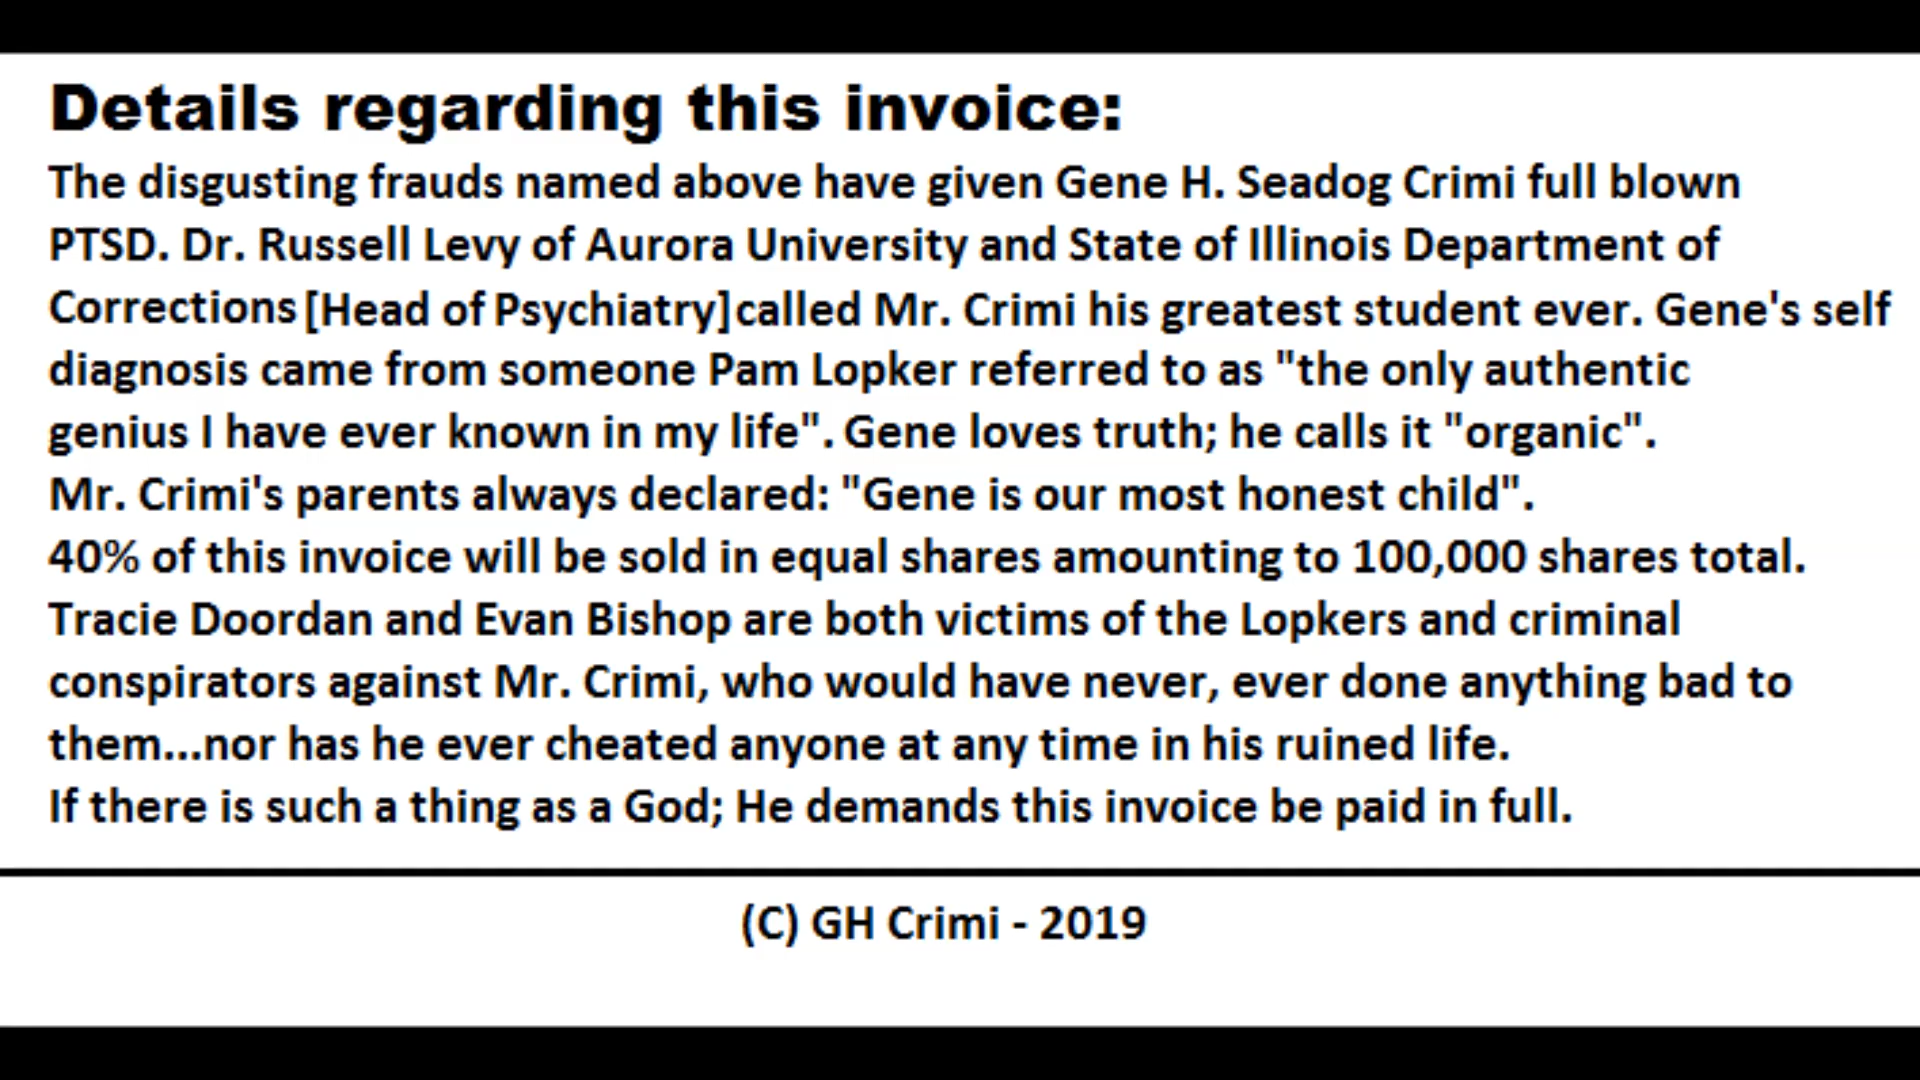 Details regarding this invoice:
The disgusting frauds named above have given Gene H. Seadog Crimi full blown
PTSD. Dr. Russell Levy of Aurora University and State of Illinois Department of
Corrections [Head of Psychiatry] called Mr. Crimi his greatest student ever. Gene's self
diagnosis came from someone Pam Lopker referred to as "the only authentic
genius I have ever known in my life". Gene loves truth; he calls it "organic".
Mr. Crimi's parents always declared: "Gene is our most honest child".
40% of this invoice will be sold in equal shares amounting to 100,000 shares total.
Tracie Doordan and Evan Bishop are both victims of the Lopkers and criminal
conspirators against Mr. Crimi, who would have never, ever done anything bad to
them...nor has he ever cheated anyone at any time in his ruined life.
If there is such a thing as a God; He demands this invoice be paid in full.
(C) GH Crimi - 2019